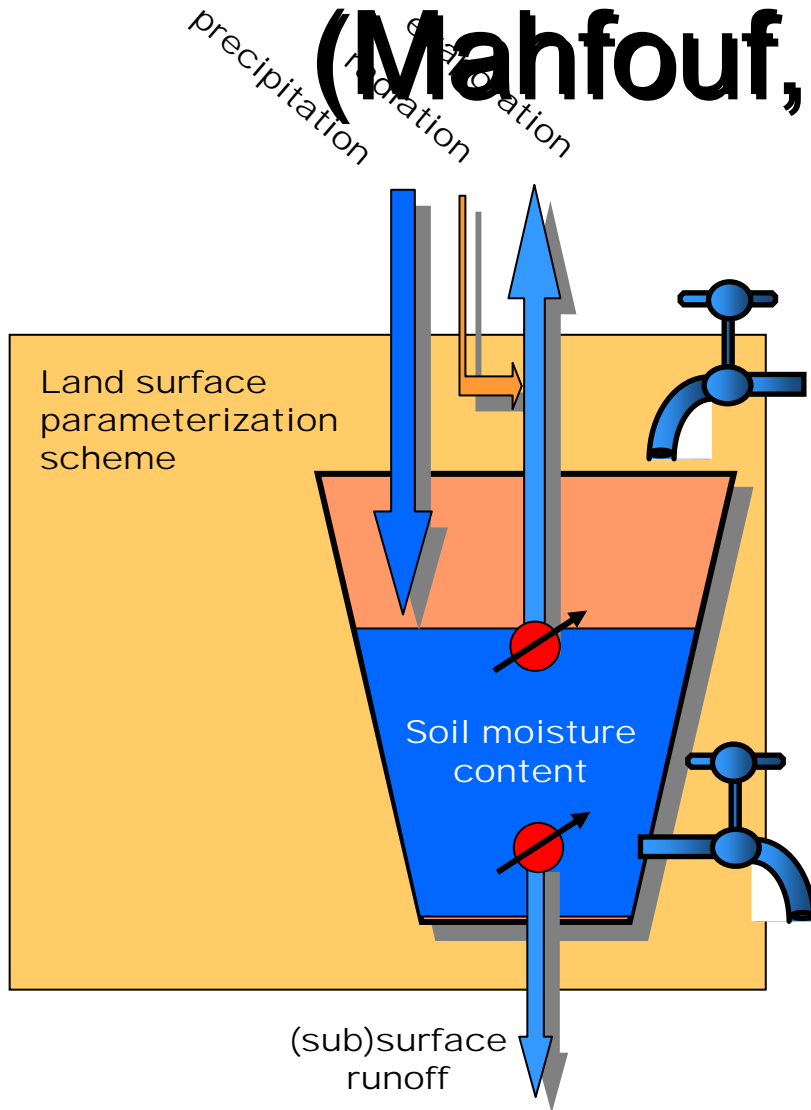 (Mahfouf,
precipitation
radiation
evaporation
Land surface
parameterization
scheme
Soil moisture
content
(sub)surface
runoff